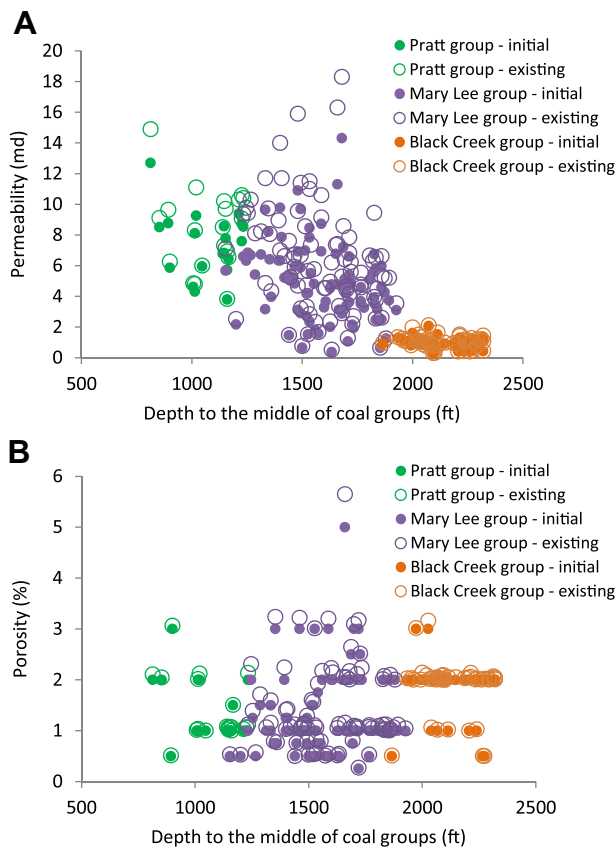 A
20
18
16
14
12
10
8
6
4
2
0
Permeability (md)
500 1000 1500 2000 2500
Depth to the middle of coal groups (ft)
Pratt group - initial
Pratt group - existing
Mary Lee group - initial
Mary Lee group - existing
Black Creek group - initial
Black Creek group - existing
B
6
5
4
3
2
1
0
Porosity (%)
500 1000 1500 2000 2500
Depth to the middle of coal groups (ft)
Pratt group - initial
Pratt group - existing
Mary Lee group - initial
Mary Lee group - existing
Black Creek group - initial
Black Creek group - existing